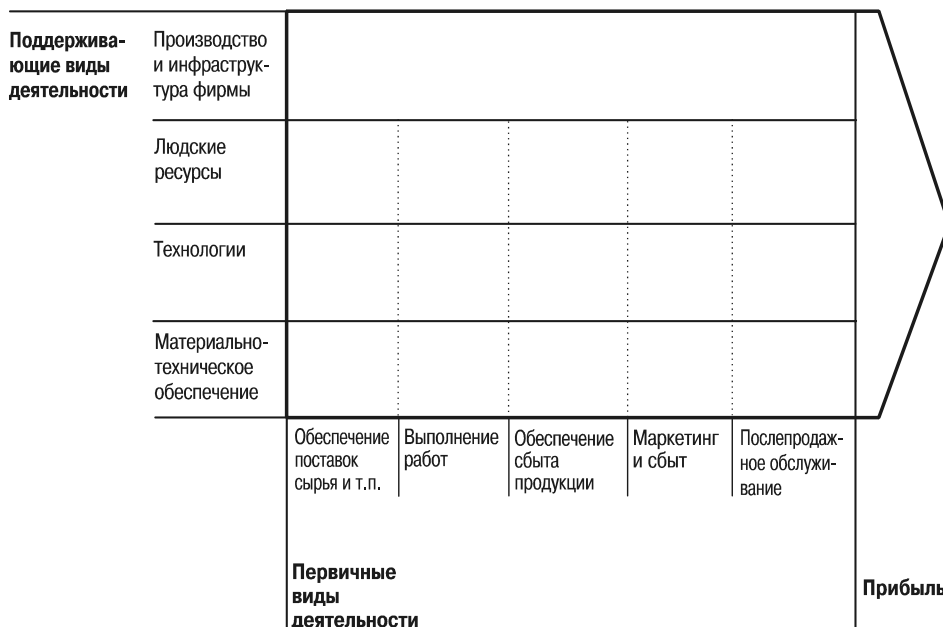 Поддержива-
ющие виды
деятельности
Производство
и инфраструк-
тура фирмы
Людские
ресурсы
Технологии
Материально-
техническое
обеспечение
Обеспечение
поставок
сырья и т.п.
Выполнение
работ
Обеспечение
сбыта
продукции
Маркетинг
и сбыт
Послепродаж-
ное обслужи-
вание
Первичные
виды
деятельности
Прибыль